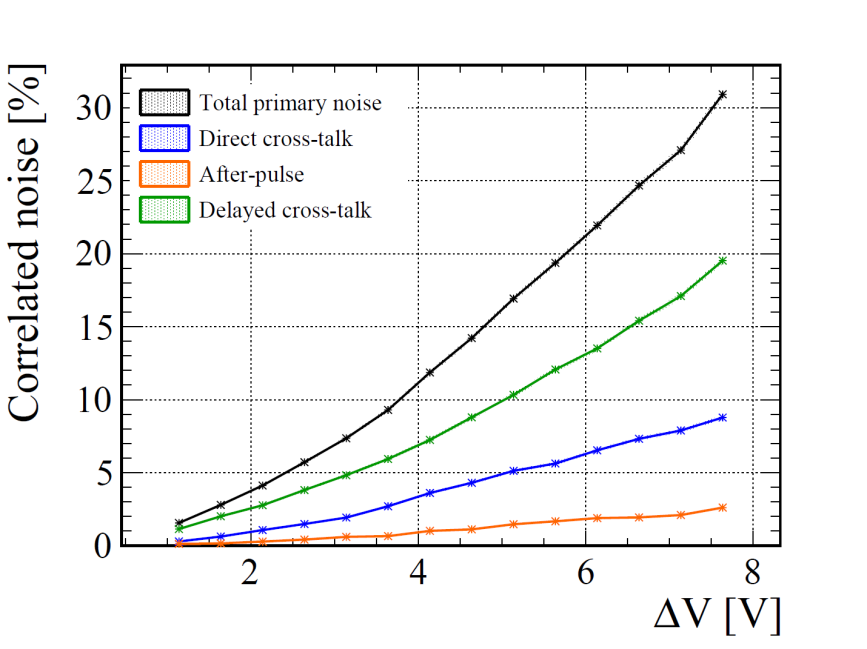 Correlated noise [%]
30
25
20
15
10
5
0
Total primary noise
Direct cross-talk
After-pulse
Delayed cross-talk
2 4 6 8
ΔV [V]